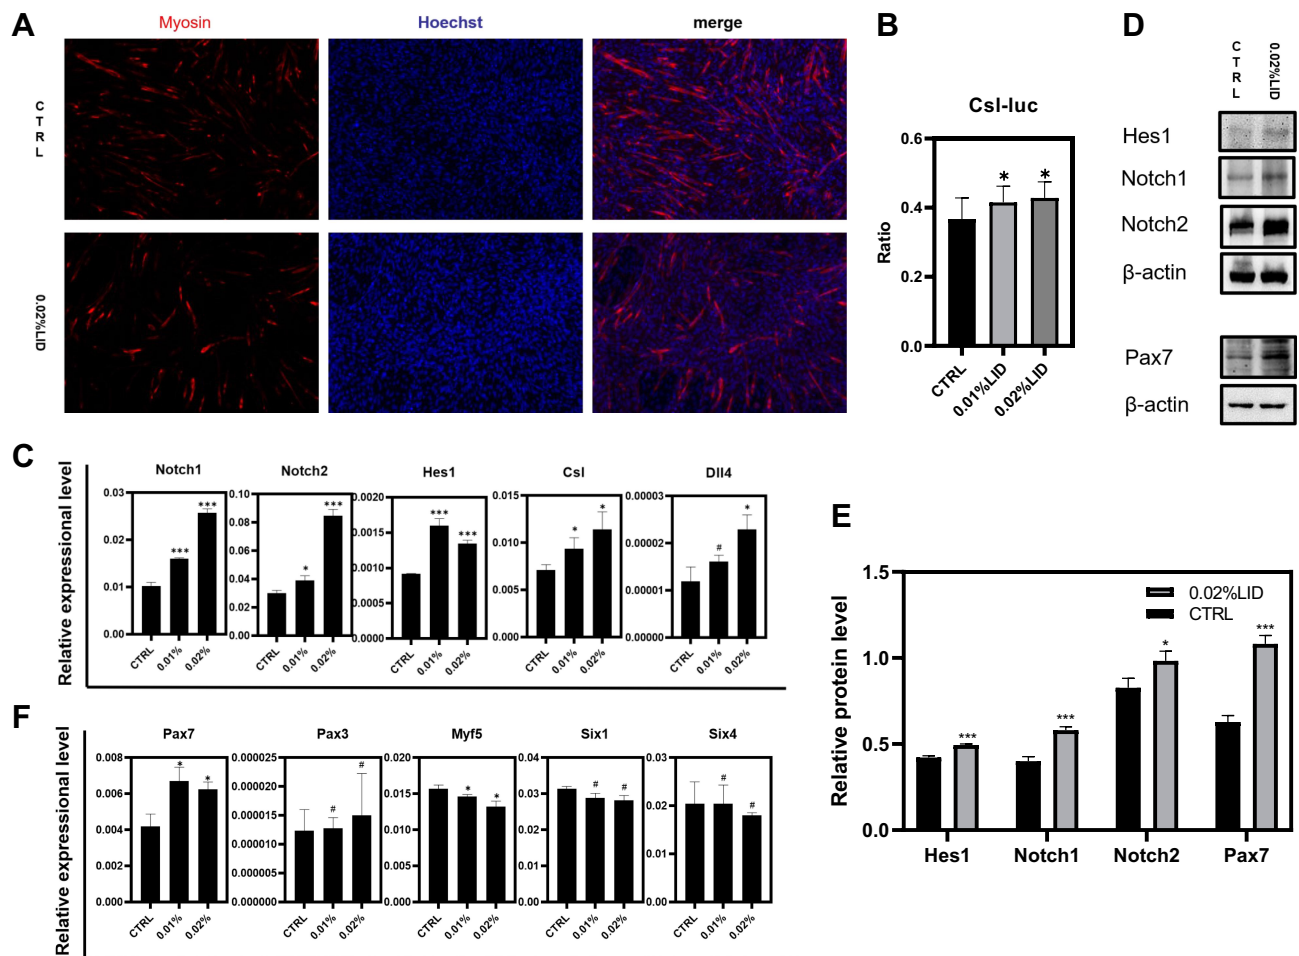 A
Myosin
Hoechst
merge
CTRL
0.02%LID
B
Csl-luc
Ratio
0.6
0.4
0.2
0.0
*
*
CTRL
0.01%LID
0.02%LID
D
CTRL
0.02%LID
Hes1
Notch1
Notch2
β-actin
Pax7
β-actin
C
Relative expressional level
Notch1
0.03
0.02
0.01
0.00
***
***
CTRL
0.01%
0.02%
Notch2
0.10
0.08
0.06
0.04
0.02
0.00
*
***
CTRL
0.01%
0.02%
Hes1
0.0020
0.0015
0.0010
0.0005
0.0000
***
***
CTRL
0.01%
0.02%
Csl
0.015
0.010
0.005
0.000
*
*
CTRL
0.01%
0.02%
Dll4
0.00003
0.00002
0.00001
0.00000
#
*
CTRL
0.01%
0.02%
E
Relative protein level
1.5
1.0
0.5
0.0
0.02%LID
CTRL
***
***
*
***
Hes1
Notch1
Notch2
Pax7
F
Relative expressional level
Pax7
0.008
0.006
0.004
0.002
0.000
*
*
CTRL
0.01%
0.02%
Pax3
0.000025
0.000020
0.000015
0.000010
0.000005
0.000000
#
#
CTRL
0.01%
0.02%
Myf5
0.020
0.015
0.010
0.005
0.000
*
*
CTRL
0.01%
0.02%
Six1
0.04
0.03
0.02
0.01
0.00
#
#
CTRL
0.01%
0.02%
Six4
0.03
0.02
0.01
0.00
#
#
CTRL
0.01%
0.02%